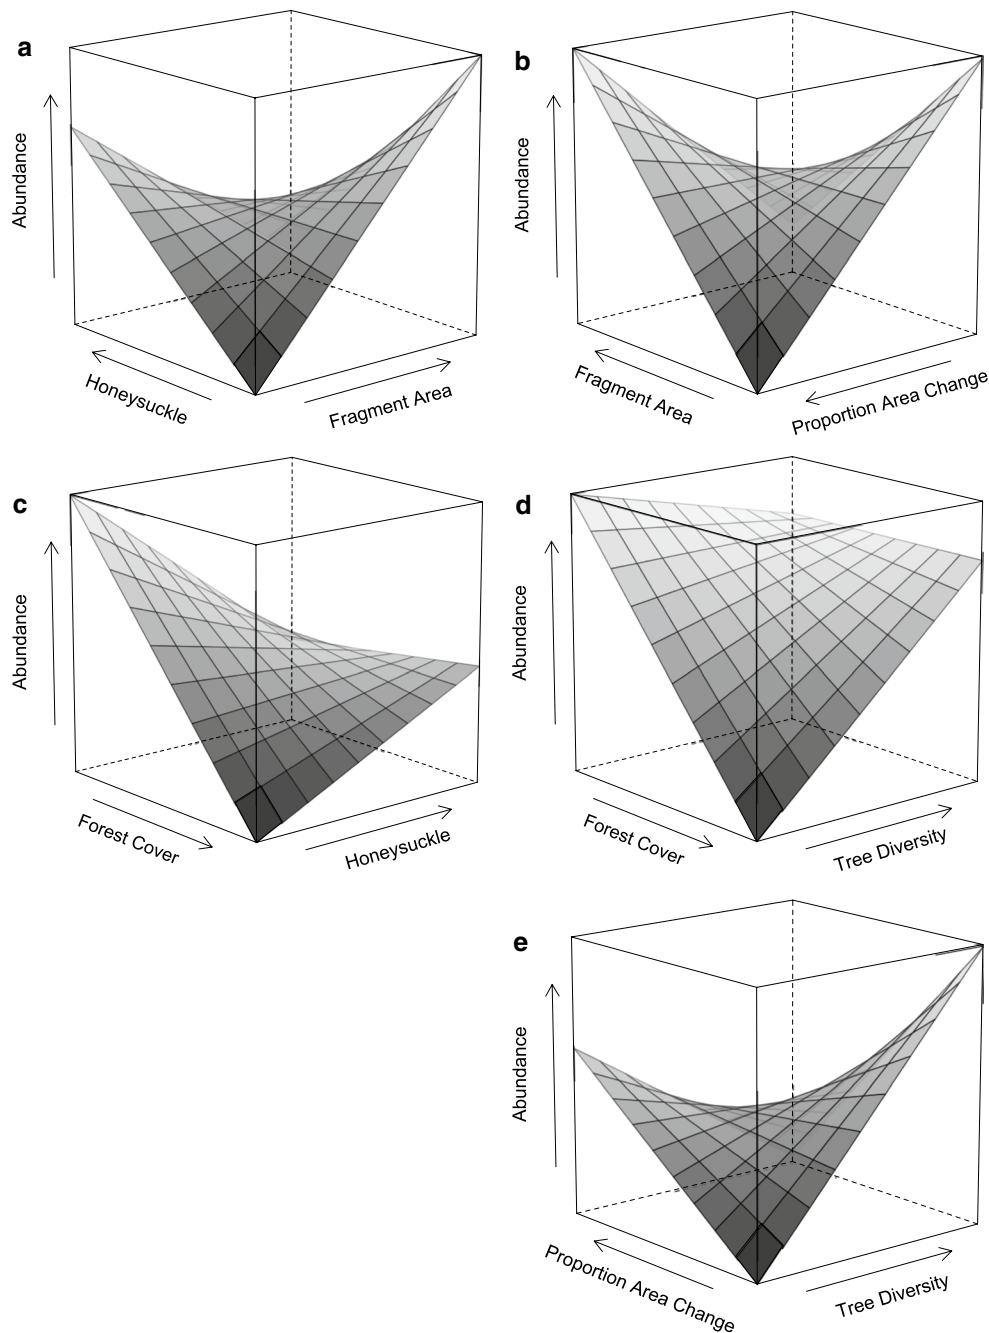 a
Abundance
Honeysuckle
Fragment Area
b
Abundance
Fragment Area
Proportion Area Change
c
Abundance
Forest Cover
Honeysuckle
d
Abundance
Forest Cover
Tree Diversity
e
Abundance
Proportion Area Change
Tree Diversity